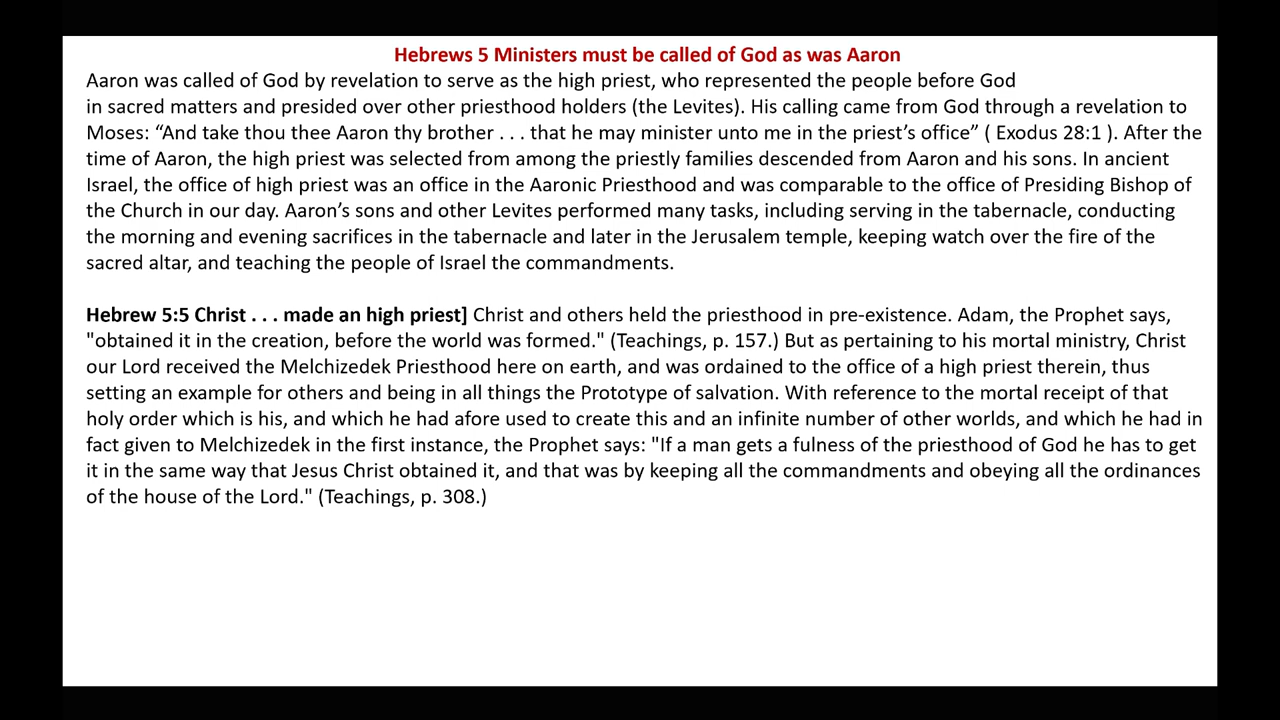 Hebrews 5 Ministers must be called of God as was Aaron
Aaron was called of God by revelation to serve as the high priest, who represented the people before God
in sacred matters and presided over other priesthood holders (the Levites). His calling came from God through a revelation to
Moses: “And take thou thee Aaron thy brother . . . that he may minister unto me in the priest’s office” ( Exodus 28:1 ). After the
time of Aaron, the high priest was selected from among the priestly families descended from Aaron and his sons. In ancient
Israel, the office of high priest was an office in the Aaronic Priesthood and was comparable to the office of Presiding Bishop of
the Church in our day. Aaron’s sons and other Levites performed many tasks, including serving in the tabernacle, conducting
the morning and evening sacrifices in the tabernacle and later in the Jerusalem temple, keeping watch over the fire of the
sacred altar, and teaching the people of Israel the commandments.
Hebrew 5:5 Christ . . . made an high priest] Christ and others held the priesthood in pre-existence. Adam, the Prophet says,
"obtained it in the creation, before the world was formed." (Teachings, p. 157.) But as pertaining to his mortal ministry, Christ
our Lord received the Melchizedek Priesthood here on earth, and was ordained to the office of a high priest therein, thus
setting an example for others and being in all things the Prototype of salvation. With reference to the mortal receipt of that
holy order which is his, and which he had afore used to create this and an infinite number of other worlds, and which he had in
fact given to Melchizedek in the first instance, the Prophet says: "If a man gets a fulness of the priesthood of God he has to get
it in the same way that Jesus Christ obtained it, and that was by keeping all the commandments and obeying all the ordinances
of the house of the Lord." (Teachings, p. 308.)